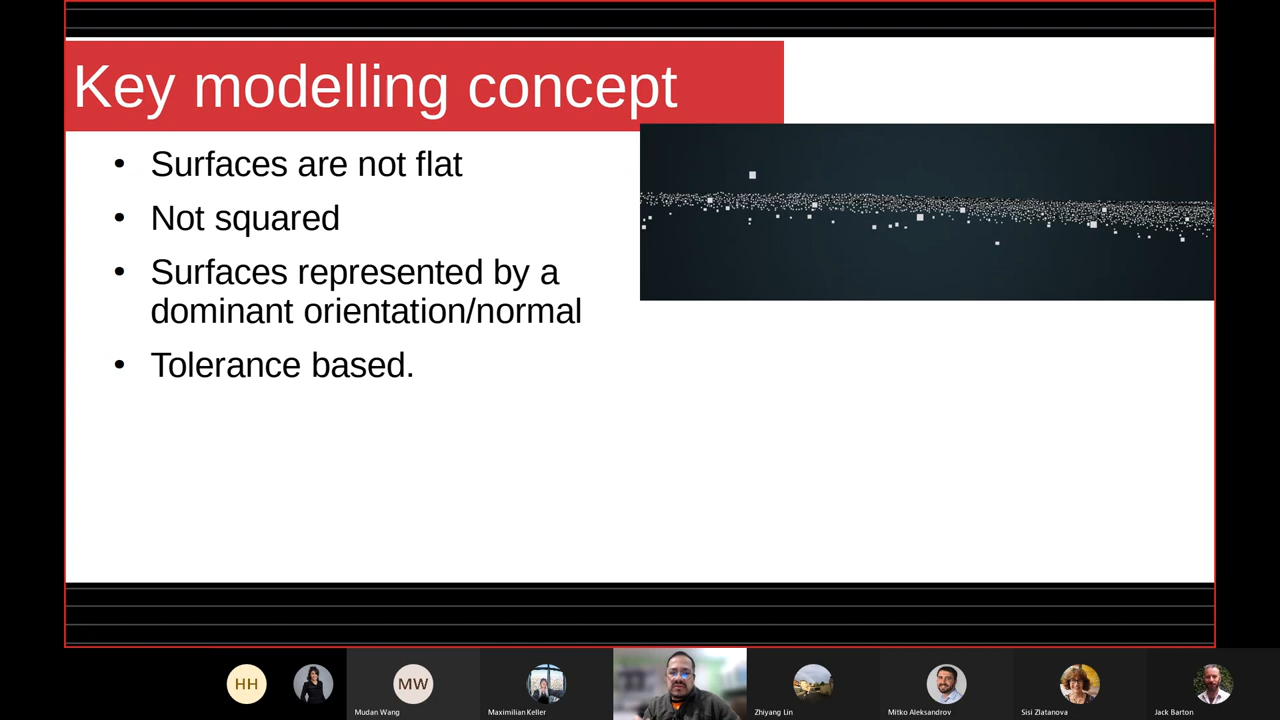 Key modelling concept
• Surfaces are not flat
• Not squared
• Surfaces represented by a
dominant orientation/normal
• Tolerance based.
HH
MW
Mudan Wang
Maximilian Keller
Zhiyang Lin
Mitko Aleksandrov
Sisi Zlatanova
Jack Barton